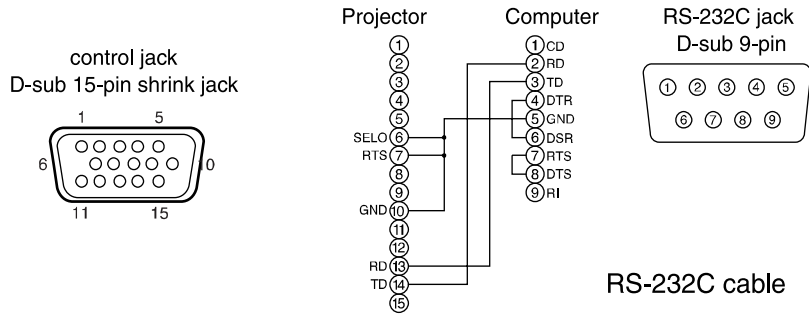 control jack
D-sub 15-pin shrink jack
1 5
6 10
11 15
Projector
1
2
3
4
5
SELO 6
RTS 7
8
9
GND 10
11
12
RD 13
TD 14
15
Computer
1 CD
2 RD
3 TD
4 DTR
5 GND
6 DSR
7 RTS
8 DTS
9 RI
RS-232C jack
D-sub 9-pin
1 2 3 4 5
6 7 8 9
RS-232C cable